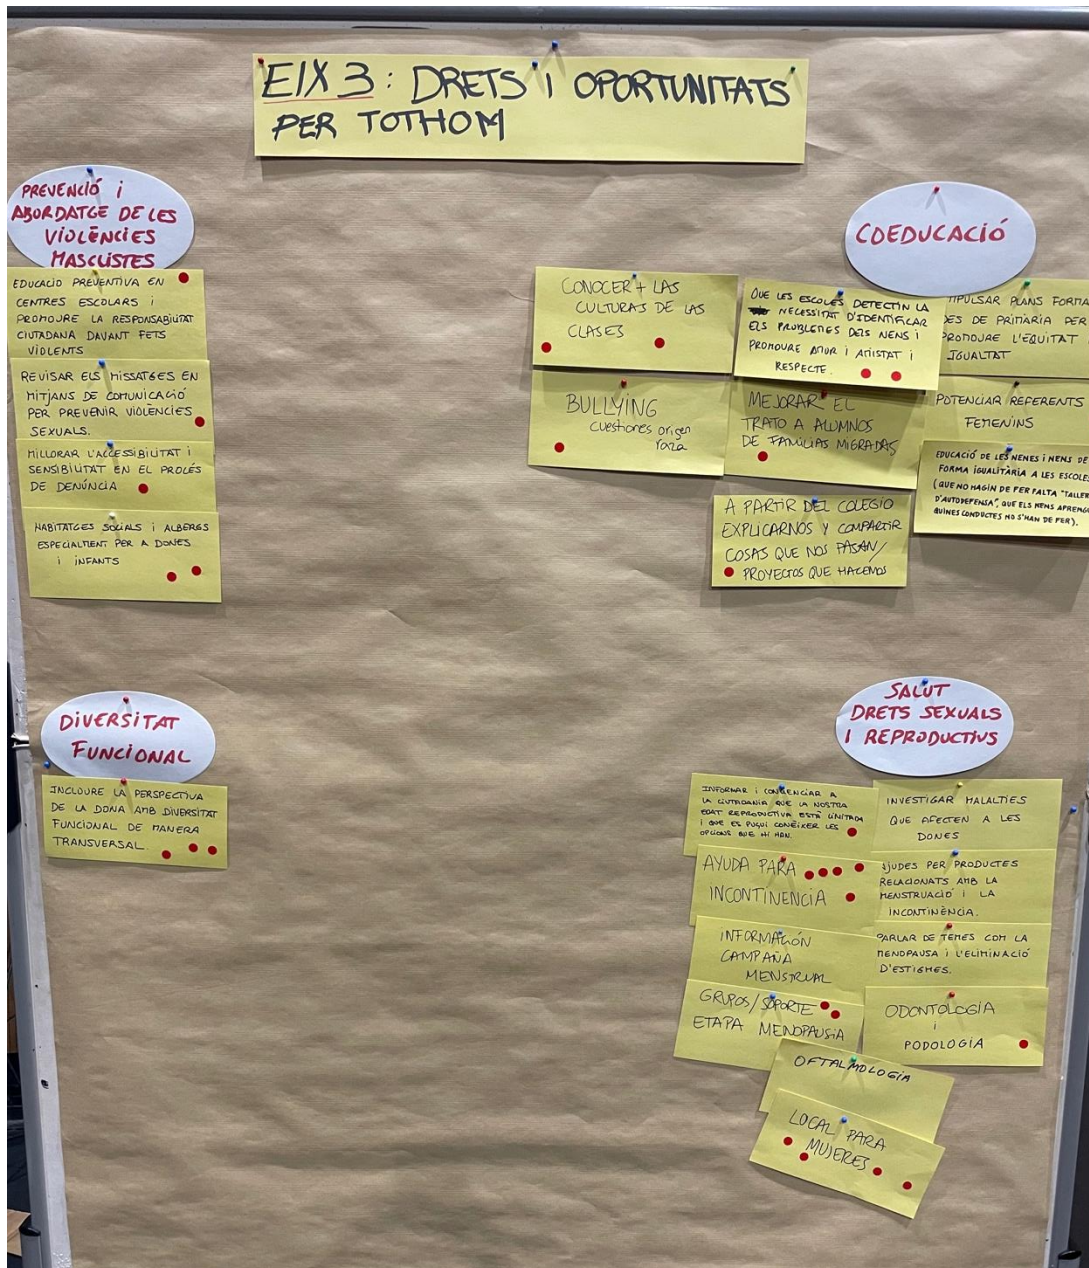 EIX 3: DRETS i OPORTUNITATS
PER TOTHOM
PREVENCIÓ i
ABORDATGE DE LES
VIOLÈNCIES
MASCLISTES
EDUCACIÓ PREVENTIVA EN
CENTRES ESCOLARS i
PROMOURE LA RESPONSABILITAT
CIUTADANA DAVANT FETS
VIOLENTS
REVISAR ELS MISSATGES EN
MITJANS DE COMUNICACIÓ
PER PREVENIR VIOLÈNCIES
SEXUALS.
MILLORAR L'ACCESSIBILITAT i
SENSIBILITAT EN EL PROCÉS
DE DENÚNCIA
HABITATGES SOCIALS i ALBERGS
ESPECIALMENT PER A DONES
i INFANTS
COEDUCACIÓ
CONOCER + LAS
CULTURAS DE LAS
CLASES
QUE LES ESCOLES DETECTIN LA
NECESSITAT D'IDENTIFICAR
ELS PROBLEMES DELS NENS i
PROMOURE AMOR i AMISTAT i
RESPECTE.
MPULSAR PLANS FORMA
DES DE PRIMÀRIA PER
PROMOURE L'EQUITAT
IGUALTAT
BULLYING
cuestiones origen
raza
MEJORAR EL
TRATO A ALUMNOS
DE FAMILIAS MIGRADAS
POTENCIAR REFERENTS
FEMENINS
EDUCACIÓ DE LES NENES i NENS DE
FORMA IGUALITÀRIA A LES ESCOLE
(QUE NO HAGIN DE FER FALTA "TALLER
D'AUTODEFENSA", QUE ELS NENS APRENGU
QUINES CONDUCTES NO S'HAN DE FER).
A PARTIR DEL COLEGIO
EXPLICARNOS Y COMPARTIR
COSAS QUE NOS PASAN/
PROYECTOS QUE HACEMOS
DIVERSITAT
FUNCIONAL
INCLOURE LA PERSPECTIVA
DE LA DONA AMB DIVERSITAT
FUNCIONAL DE MANERA
TRANSVERSAL.
SALUT
DRETS SEXUALS
I REPRODUCTIUS
INFORMAR i CONCENCIAR A
LA CIUTADANIA QUE LA NOSTRA
EDAT REPRODUCTIVA ESTÀ LIMITADA
i QUE ES PUGUI CONÈIXER LES
OPCIONS QUE HI HAN.
INVESTIGAR MALALTIES
QUE AFECTEN A LES
DONES
AYUDA PARA
INCONTINENCIA
AJUDES PER PRODUCTES
RELACIONATS AMB LA
MENSTRUACIÓ i LA
INCONTINÈNCIA.
INFORMACIÓN
CAMPAÑA
MENSTRUAL
PARLAR DE TEMES COM LA
MENOPAUSA i L'ELIMINACIÓ
D'ESTIGMES.
GRUPOS/SOPORTE
ETAPA MENOPAUSIA
ODONTOLOGIA
i
PODOLOGIA
OFTALMOLOGIA
LOCAL PARA
MUJERES